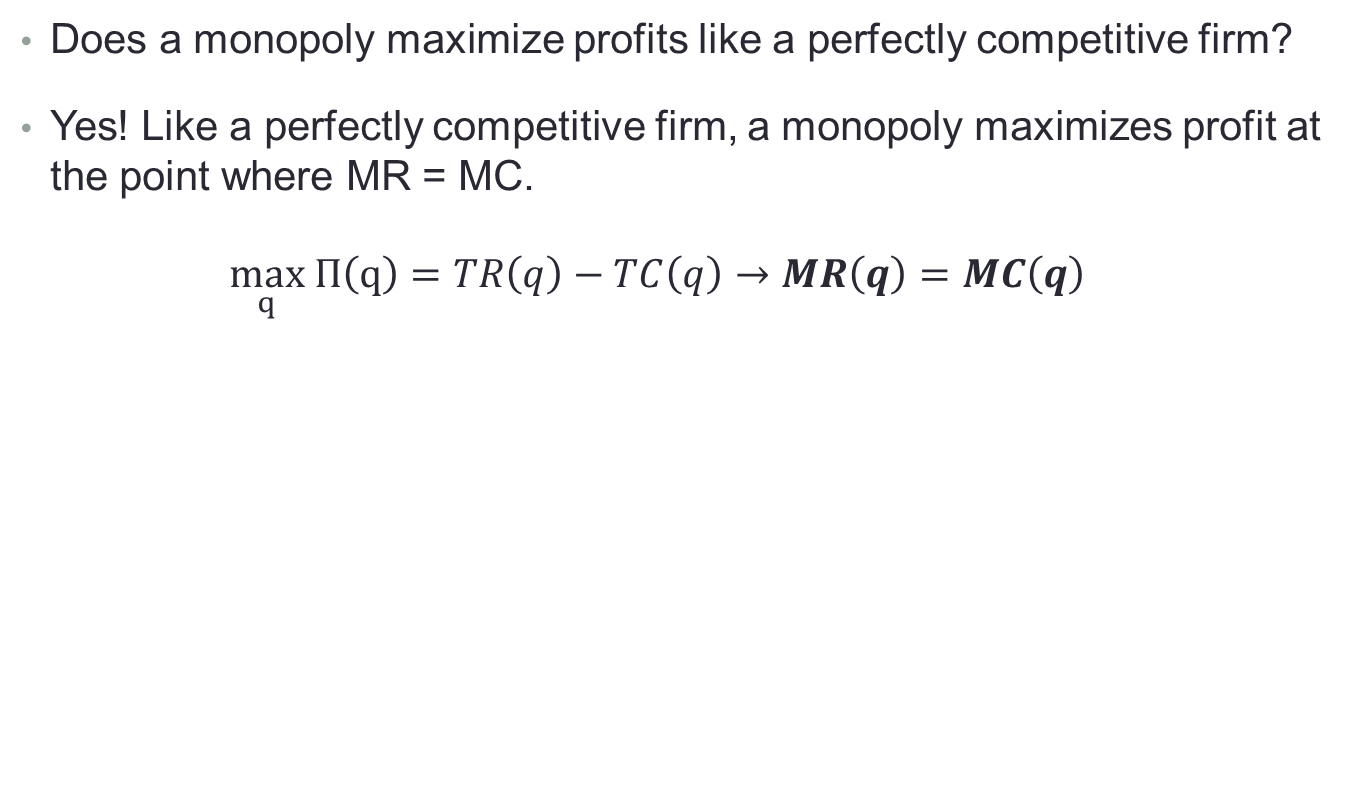 • Does a monopoly maximize profits like a perfectly competitive firm?
• Yes! Like a perfectly competitive firm, a monopoly maximizes profit at
the point where MR = MC.
max Π(q) = TR(q) − TC(q) → MR(q) = MC(q)
q